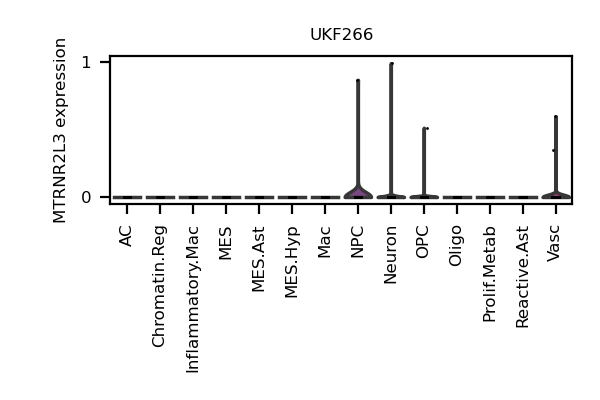 UKF266
MTRNR2L3 expression
1
0
AC
Chromatin.Reg
Inflammatory.Mac
MES
MES.Ast
MES.Hyp
Mac
NPC
Neuron
OPC
Oligo
Prolif.Metab
Reactive.Ast
Vasc